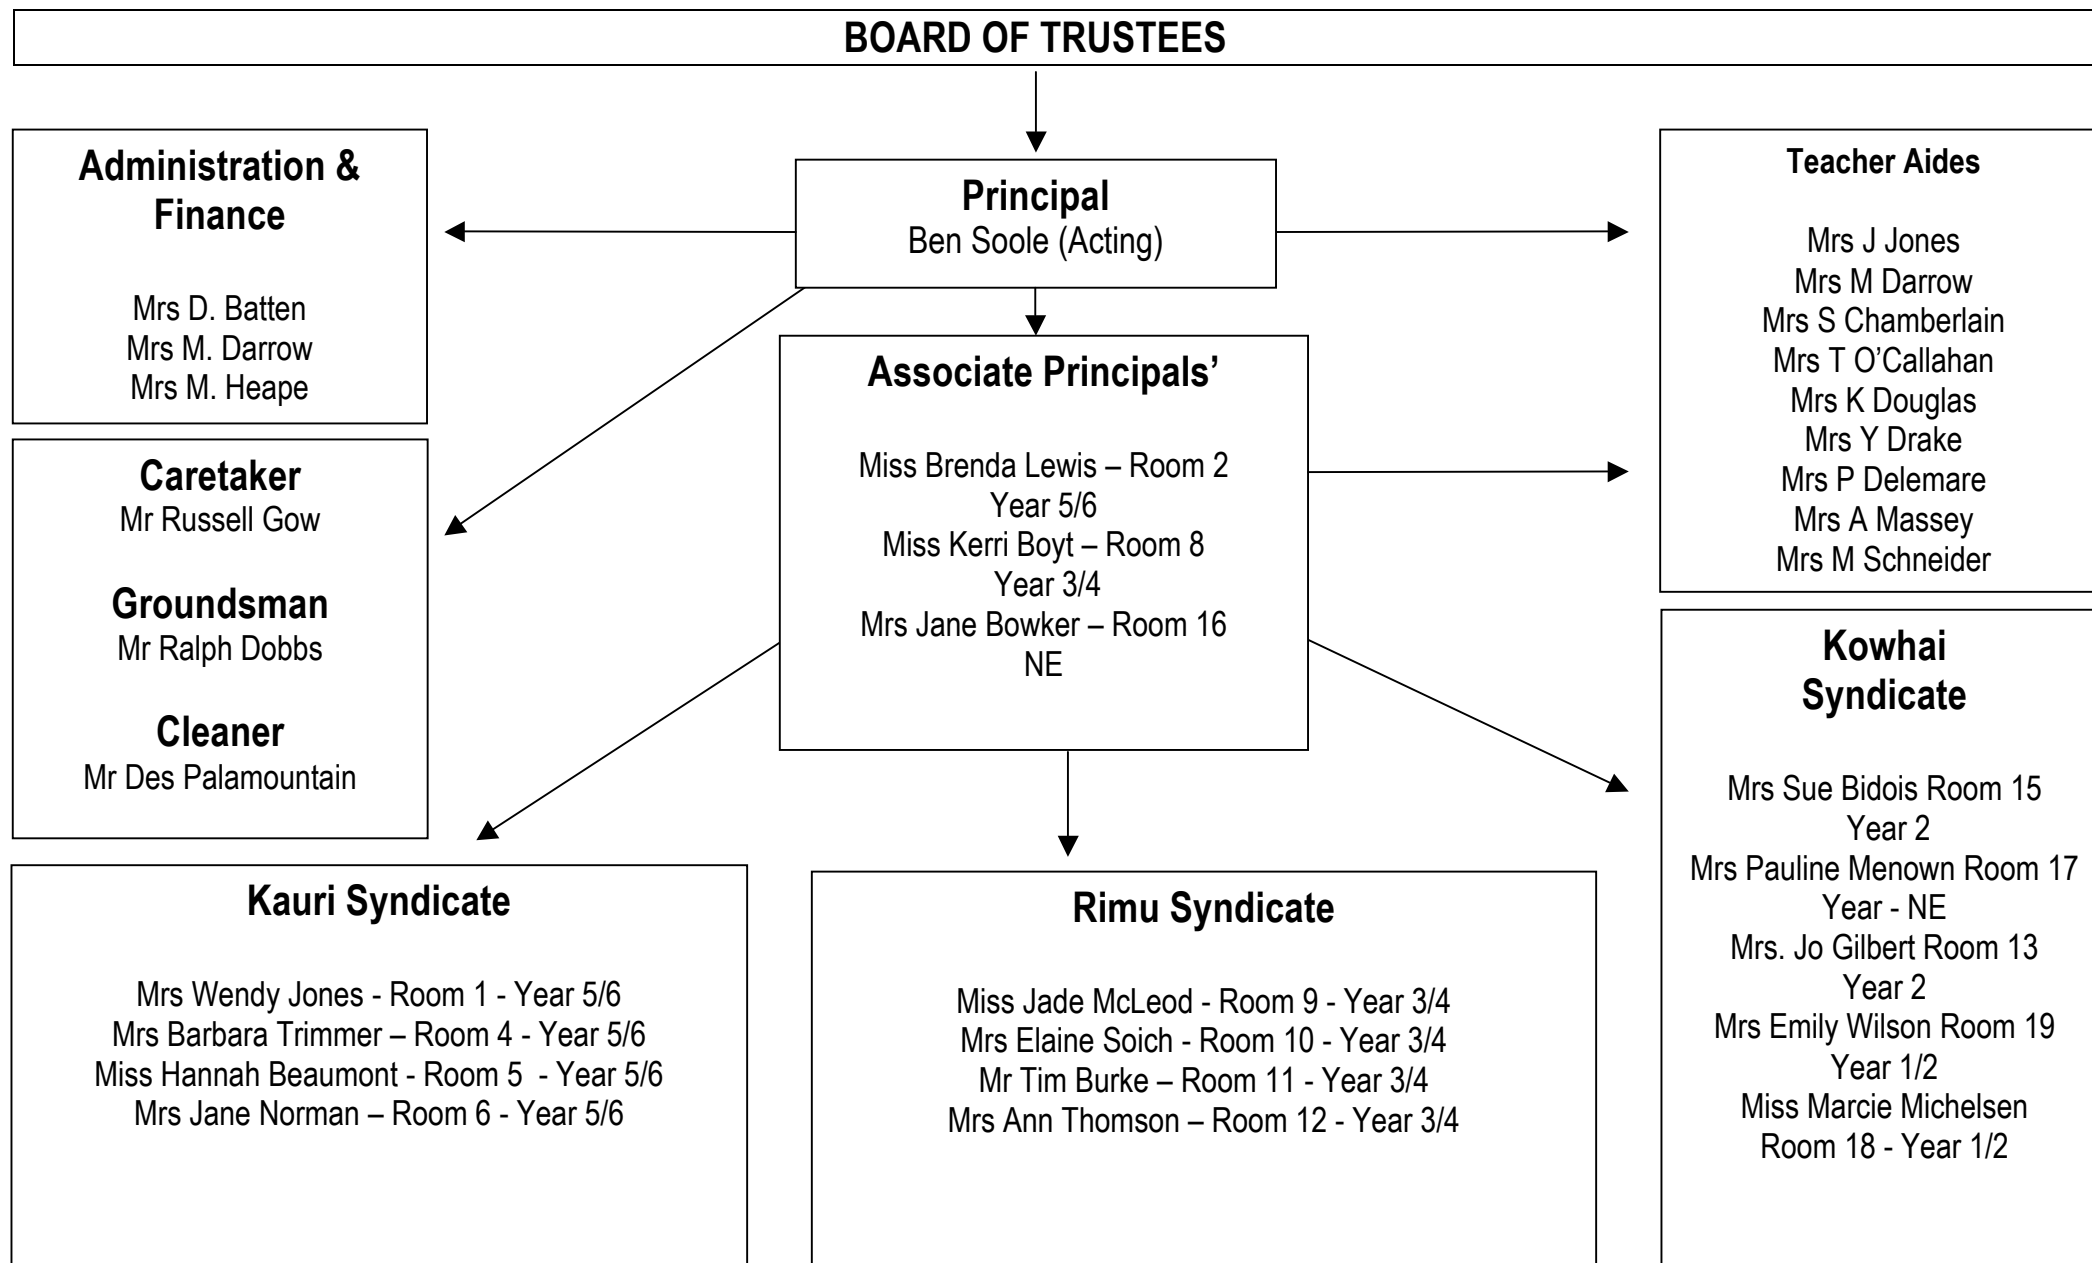 BOARD OF TRUSTEES
Administration &
Finance
Mrs D. Batten
Mrs M. Darrow
Mrs M. Heape
Principal
Ben Soole (Acting)
Teacher Aides
Mrs J Jones
Mrs M Darrow
Mrs S Chamberlain
Mrs T O’Callahan
Mrs K Douglas
Mrs Y Drake
Mrs P Delemare
Mrs A Massey
Mrs M Schneider
Associate Principals’
Miss Brenda Lewis – Room 2
Year 5/6
Miss Kerri Boyt – Room 8
Year 3/4
Mrs Jane Bowker – Room 16
NE
Caretaker
Mr Russell Gow
Groundsman
Mr Ralph Dobbs
Cleaner
Mr Des Palamountain
Kowhai
Syndicate
Mrs Sue Bidois Room 15
Year 2
Mrs Pauline Menown Room 17
Year - NE
Mrs. Jo Gilbert Room 13
Year 2
Mrs Emily Wilson Room 19
Year 1/2
Miss Marcie Michelsen
Room 18 - Year 1/2
Kauri Syndicate
Mrs Wendy Jones - Room 1 - Year 5/6
Mrs Barbara Trimmer – Room 4 - Year 5/6
Miss Hannah Beaumont - Room 5  - Year 5/6
Mrs Jane Norman – Room 6 - Year 5/6
Rimu Syndicate
Miss Jade McLeod - Room 9 - Year 3/4
Mrs Elaine Soich - Room 10 - Year 3/4
Mr Tim Burke – Room 11 - Year 3/4
Mrs Ann Thomson – Room 12 - Year 3/4